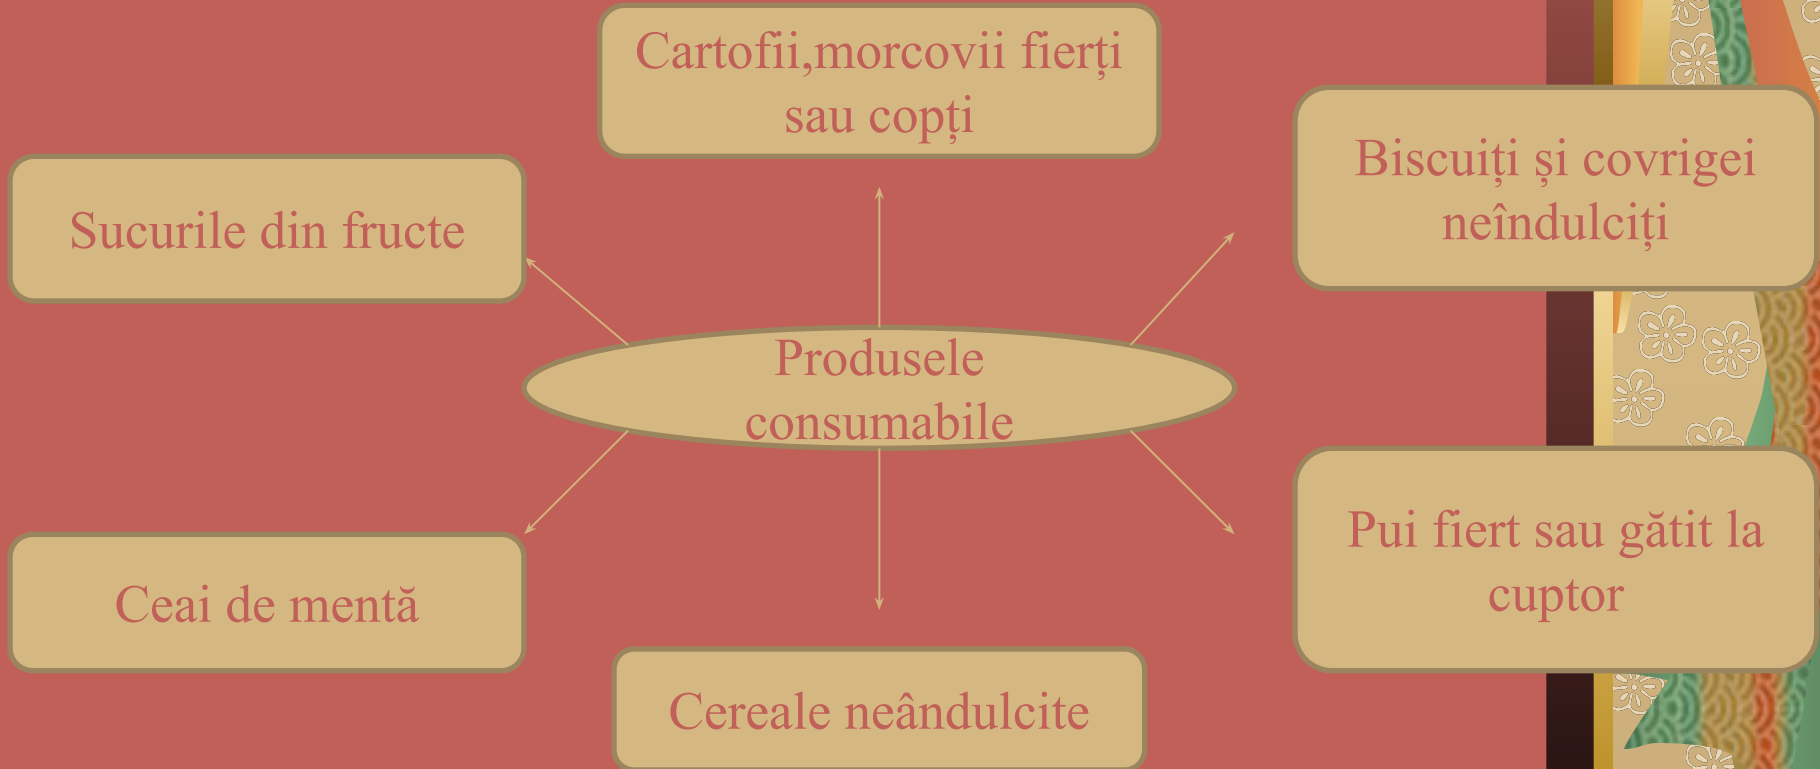 Cartofii,morcovii fierți
sau copți
Biscuiți și covrigei
neîndulciți
Sucurile din fructe
Produsele
consumabile
Pui fiert sau gătit la
cuptor
Ceai de mentă
Cereale neândulcite